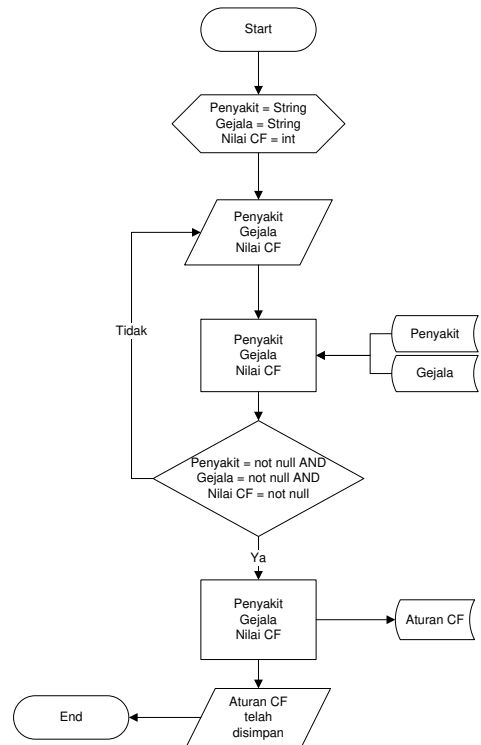 Start
Penyakit = String
Gejala = String
Nilai CF = int
Penyakit
Gejala
Nilai CF
Tidak
Penyakit
Gejala
Nilai CF
Penyakit
Gejala
Penyakit = not null AND
Gejala = not null AND
Nilai CF = not null
Ya
Penyakit
Gejala
Nilai CF
Aturan CF
Aturan CF
telah
disimpan
End